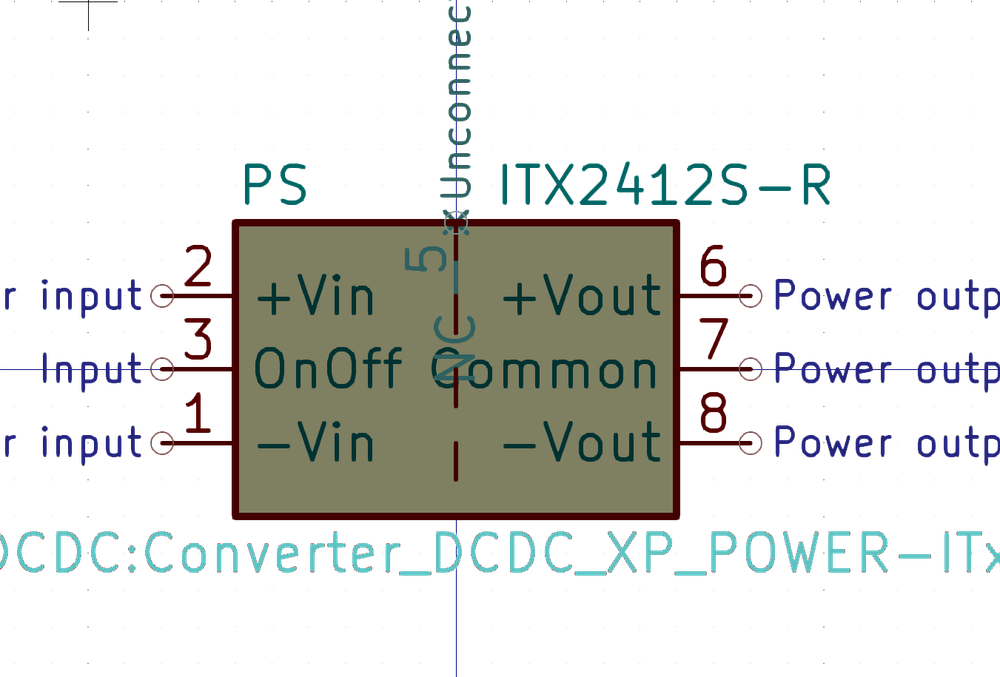 Unconnec
PS
ITX2412S-R
5
NC
2
+Vin
+Vout
6
r input
Power outp
3
OnOff
Common
7
Input
Power outp
1
-Vin
-Vout
8
r input
Power outp
DCDC:Converter_DCDC_XP_POWER-ITx